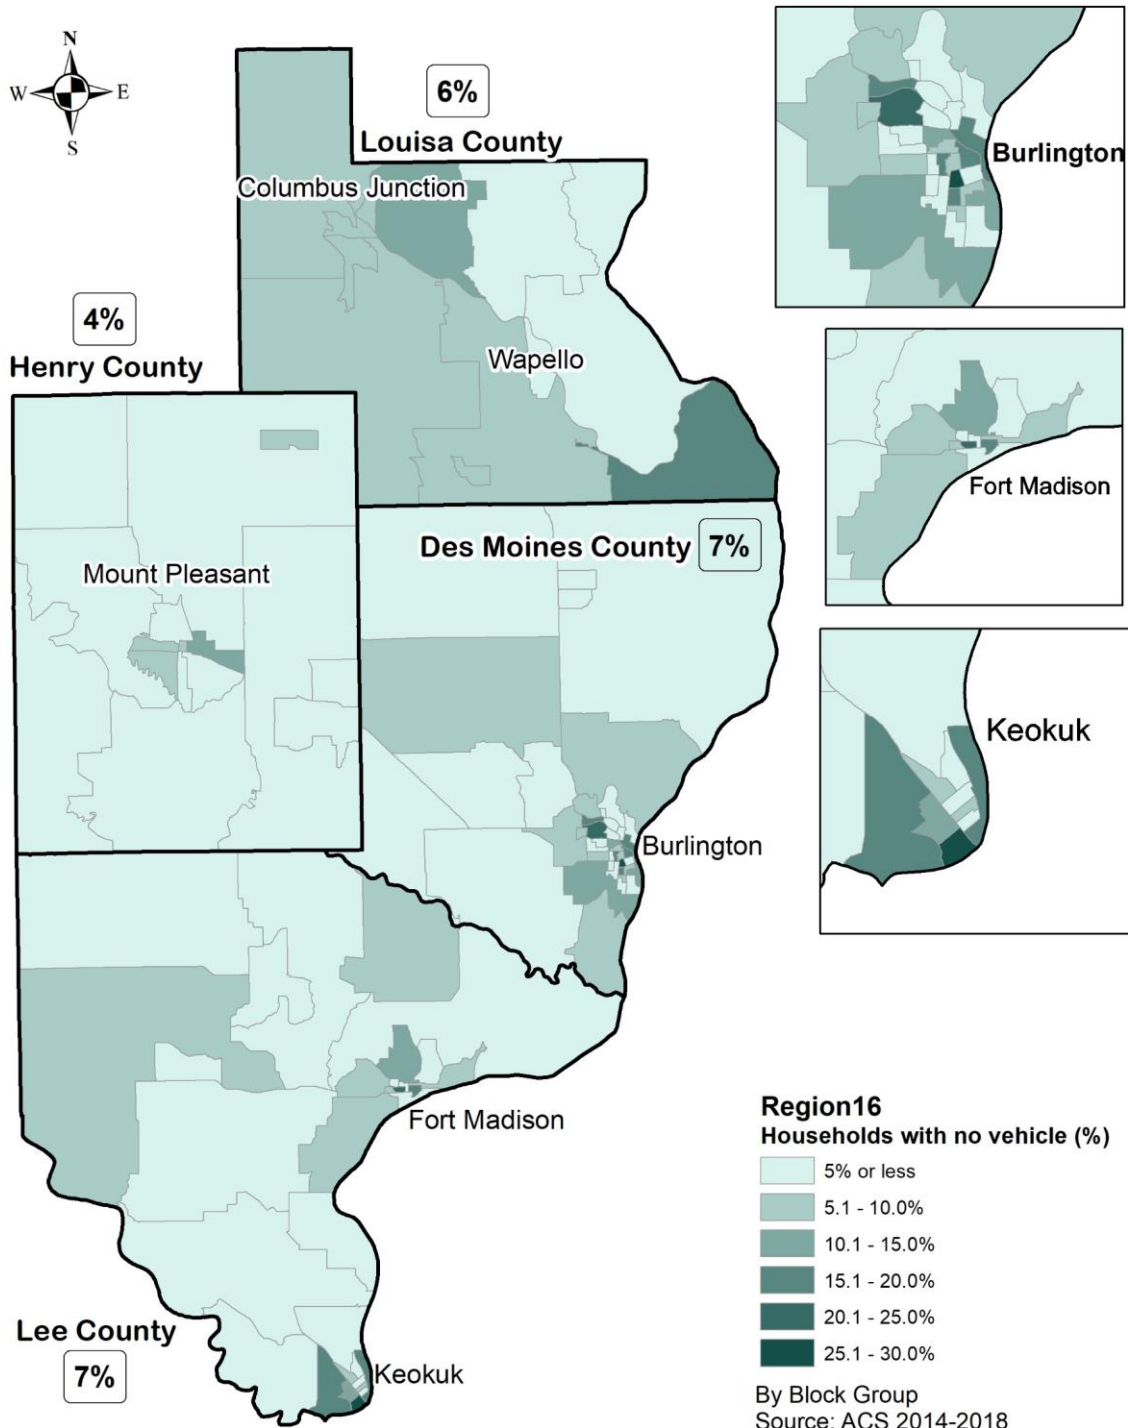 N
W
E
S
6%
Louisa County
Columbus Junction
Burlington
4%
Henry County
Wapello
Fort Madison
Des Moines County 7%
Mount Pleasant
Keokuk
Burlington
Fort Madison
Region16
Households with no vehicle (%)
5% or less
5.1 - 10.0%
10.1 - 15.0%
15.1 - 20.0%
20.1 - 25.0%
25.1 - 30.0%
Lee County
7%
Keokuk
By Block Group
Source: ACS 2014-2018